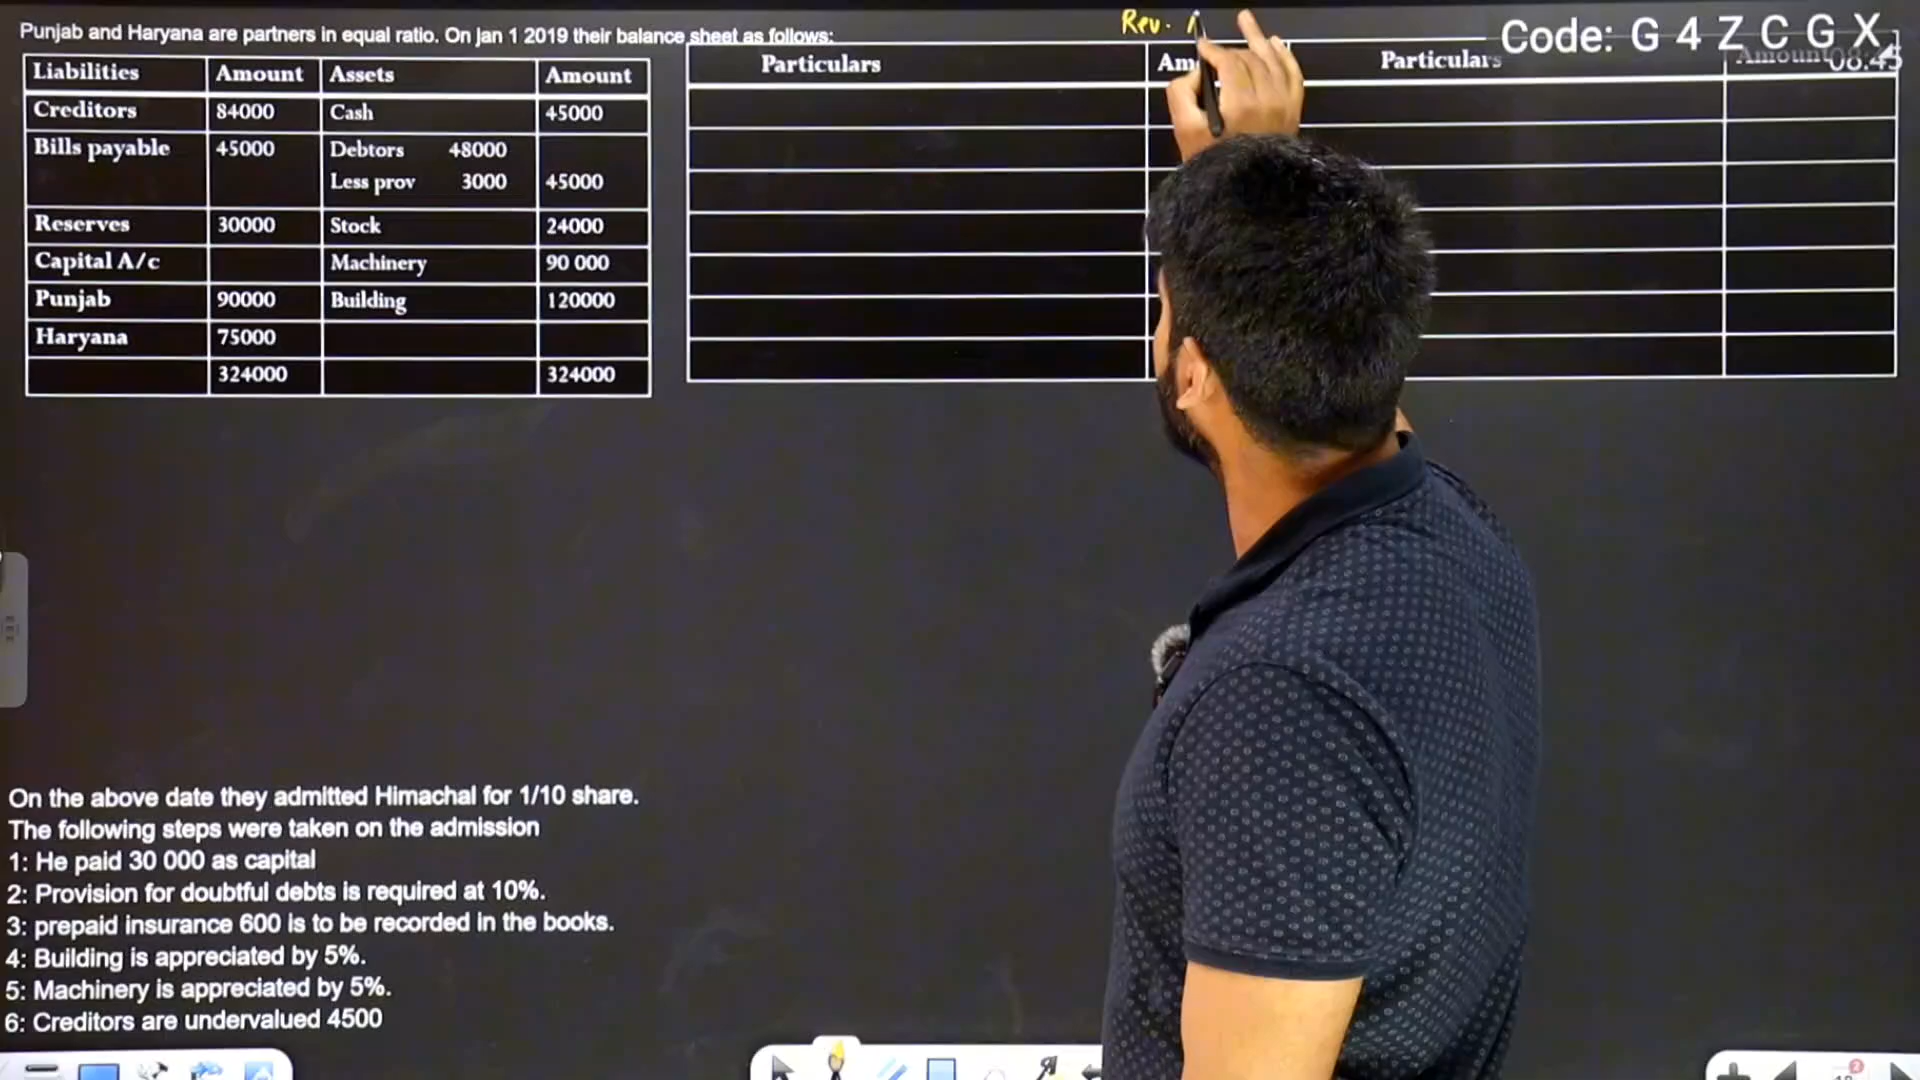 Punjab and Haryana are partners in equal ratio. On Jan 1 2019 their balance sheet as follows:
Liabilities Amount Assets Amount
Creditors 84000 Cash 45000
Bills payable 45000 Debtors 48000
Less prov 3000 45000
Reserves 30000 Stock 24000
Capital A/c Machinery 90 000
Punjab 90000 Building 120000
Haryana 75000
324000 324000
Rev.
Code: G 4 Z C G X
08:45
Particulars Particulars Amount
On the above date they admitted Himachal for 1/10 share.
The following steps were taken on the admission
1: He paid 30 000 as capital
2: Provision for doubtful debts is required at 10%.
3: prepaid insurance 600 is to be recorded in the books.
4: Building is appreciated by 5%.
5: Machinery is appreciated by 5%.
6: Creditors are undervalued 4500